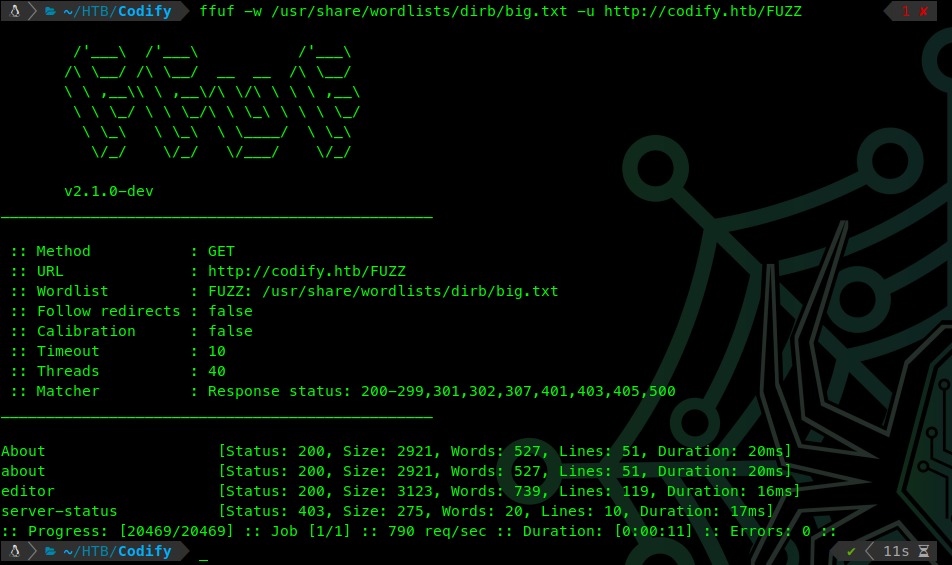 ~/HTB/Codify ffuf -w /usr/share/wordlists/dirb/big.txt -u http://codify.htb/FUZZ 1 ✘
        /'___\  /'___\           /'___\
       /\ \__/ /\ \__/  __  __  /\ \__/
       \ \ ,__\\ \ ,__\/\ \/\ \ \ \ ,__\
        \ \ \_/ \ \ \_/\ \ \_\ \ \ \ \_/
         \ \_\   \ \_\  \ \____/  \ \_\
          \/_/    \/_/   \/___/    \/_/
v2.1.0-dev
________________________________________________
:: Method           : GET
:: URL              : http://codify.htb/FUZZ
:: Wordlist         : FUZZ: /usr/share/wordlists/dirb/big.txt
:: Follow redirects : false
:: Calibration      : false
:: Timeout          : 10
:: Threads          : 40
:: Matcher          : Response status: 200-299,301,302,307,401,403,405,500
________________________________________________
About                   [Status: 200, Size: 2921, Words: 527, Lines: 51, Duration: 20ms]
about                   [Status: 200, Size: 2921, Words: 527, Lines: 51, Duration: 20ms]
editor                  [Status: 200, Size: 3123, Words: 739, Lines: 119, Duration: 16ms]
server-status           [Status: 403, Size: 275, Words: 20, Lines: 10, Duration: 17ms]
:: Progress: [20469/20469] :: Job [1/1] :: 790 req/sec :: Duration: [0:00:11] :: Errors: 0 ::
~/HTB/Codify _ ✔ 11s